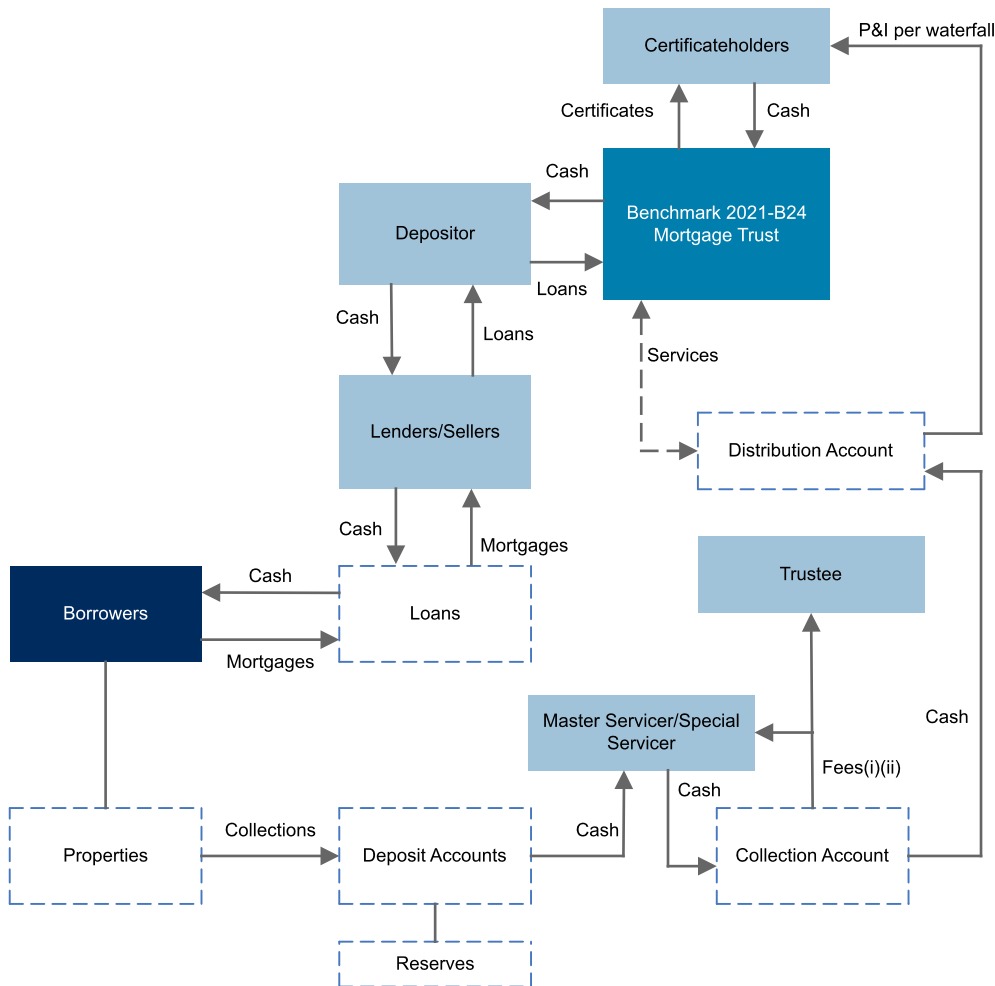 P&I per waterfall
Certificateholders
Certificates
Cash
Cash
Benchmark 2021-B24
Mortgage Trust
Depositor
Loans
Cash
Loans
Services
Lenders/Sellers
Distribution Account
Cash
Mortgages
Trustee
Cash
Borrowers
Loans
Mortgages
Master Servicer/Special
Servicer
Cash
Fees(i)(ii)
Cash
Collections
Cash
Properties
Deposit Accounts
Collection Account
Reserves